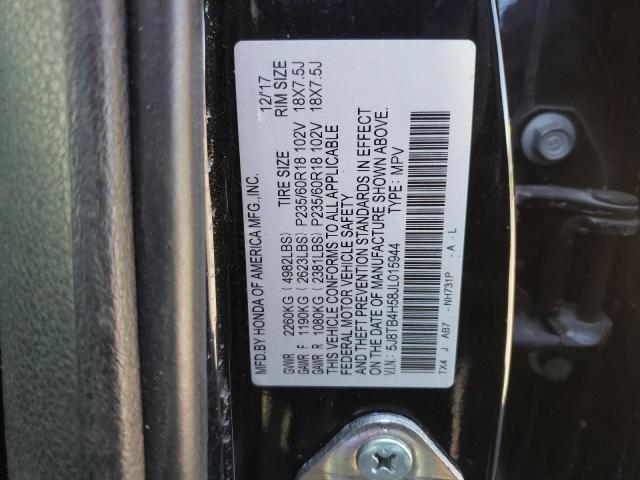 MFD.BY HONDA OF AMERICA MFG.,INC. 12/'17
TIRE SIZE RIM SIZE
GVWR 2260KG (4982LBS)
GAWR F 1190KG (2623LBS) P235/60R18 102V 18X7.5J
GAWR R 1080KG (2381LBS) P235/60R18 102V 18X7.5J
THIS VEHICLE CONFORMS TO ALL APPLICABLE
FEDERAL MOTOR VEHICLE SAFETY
AND THEFT PREVENTION STANDARDS IN EFFECT
ON THE DATE OF MANUFACTURE SHOWN ABOVE.
V.I.N: 5J8TB4H58JL015944 TYPE: MPV
TX4 J AB7 -NH731P -A-L